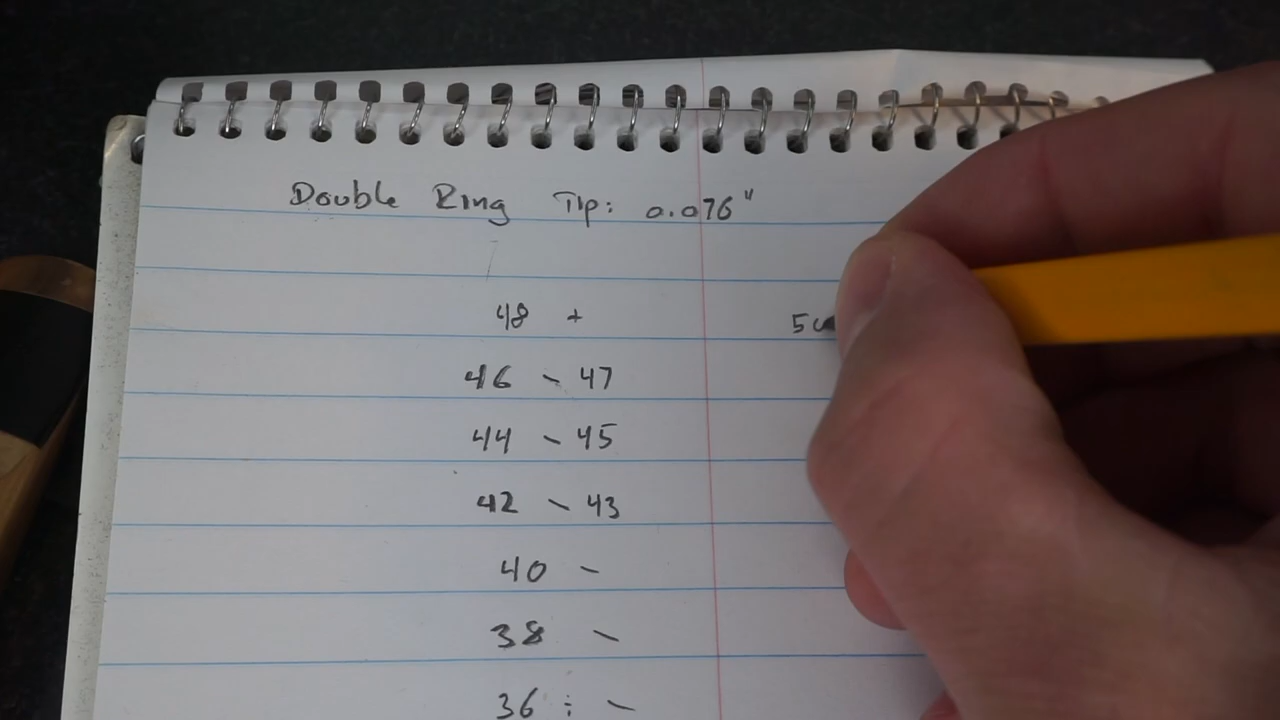 Double Ring Tip: 0.076"
48 +
46 - 47
44 - 45
42 - 43
40 -
38 -
36 : -